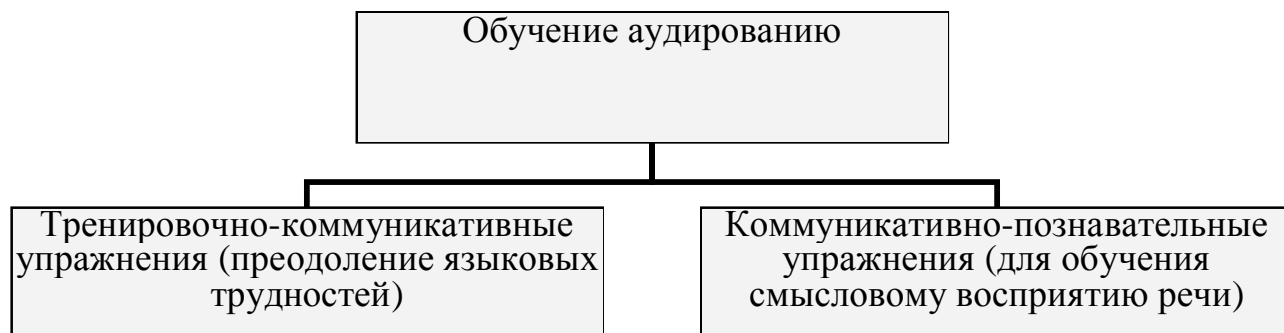 Обучение аудированию
Тренировочно-коммуникативные
упражнения (преодоление языковых
трудностей)
Коммуникативно-познавательные
упражнения (для обучения
смысловому восприятию речи)